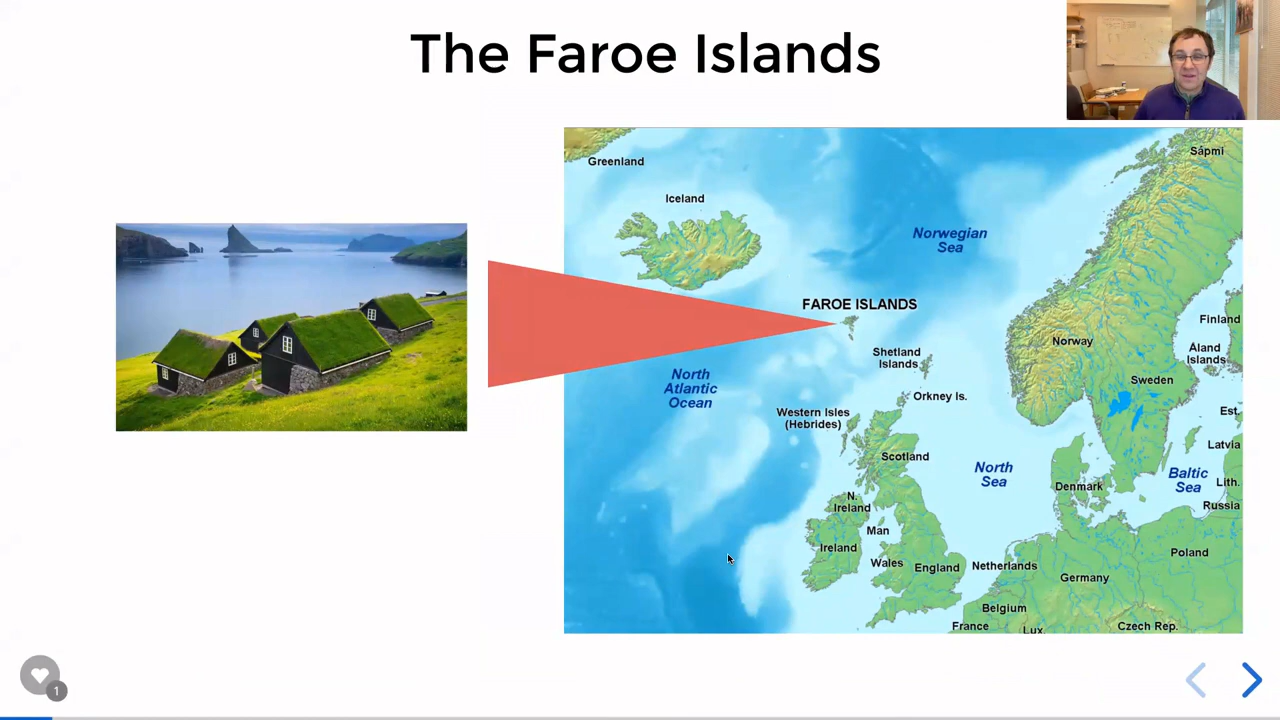 The Faroe Islands
Greenland
Sápmi
Iceland
Norwegian
Sea
FAROE ISLANDS
Finland
Norway
Aland
Islands
Shetland
Islands
North
Atlantic
Ocean
Sweden
Orkney Is.
Western Isles
(Hebrides)
Est.
Latvia
Scotland
North
Sea
Baltic
Sea
Lith.
Denmark
N.
Ireland
Russia
Man
Ireland
Poland
Wales
England
Netherlands
Germany
Belgium
France
Lux.
Czech Rep.
1